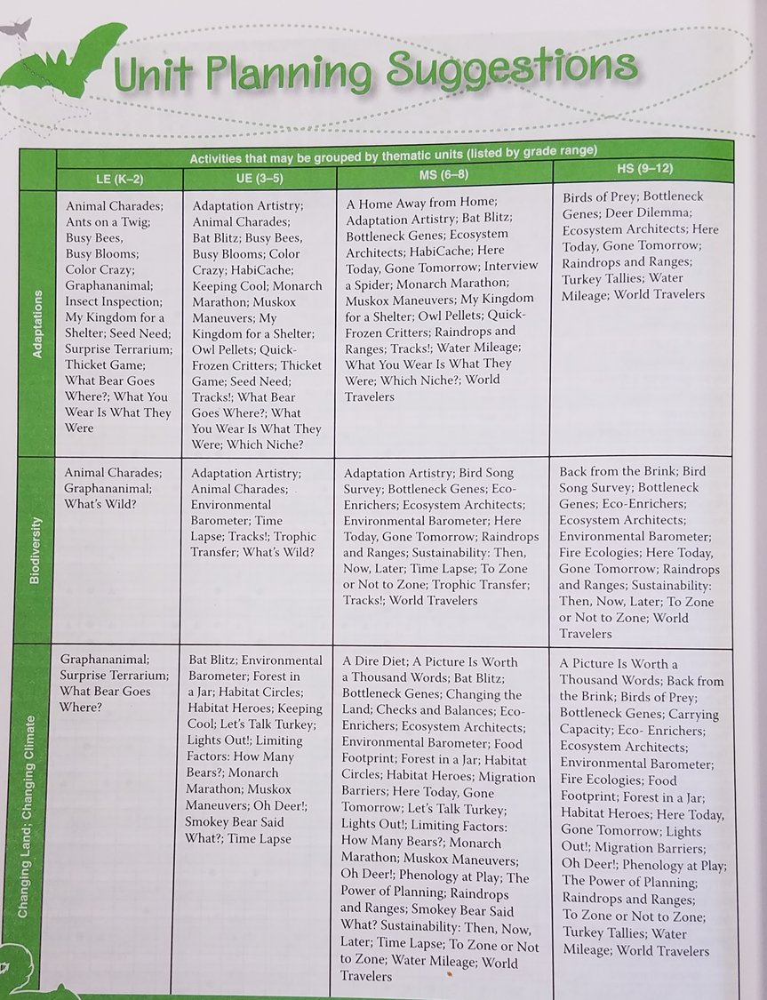 Unit Planning Suggestions
Activities that may be grouped by thematic units (listed by grade range)
LE (K–2)
UE (3–5)
MS (6–8)
HS (9–12)
Adaptations
Animal Charades;
Ants on a Twig;
Busy Bees,
Busy Blooms;
Color Crazy;
Graphananimal;
Insect Inspection;
My Kingdom for a
Shelter; Seed Need;
Surprise Terrarium;
Thicket Game;
What Bear Goes
Where?; What You
Wear Is What They
Were
Adaptation Artistry;
Animal Charades;
Bat Blitz; Busy Bees,
Busy Blooms; Color
Crazy; HabiCache;
Keeping Cool; Monarch
Marathon; Muskox
Maneuvers; My
Kingdom for a Shelter;
Owl Pellets; Quick-
Frozen Critters; Thicket
Game; Seed Need;
Tracks!; What Bear
Goes Where?; What
You Wear Is What They
Were; Which Niche?
A Home Away from Home;
Adaptation Artistry; Bat Blitz;
Bottleneck Genes; Ecosystem
Architects; HabiCache; Here
Today, Gone Tomorrow; Interview
a Spider; Monarch Marathon;
Muskox Maneuvers; My Kingdom
for a Shelter; Owl Pellets; Quick-
Frozen Critters; Raindrops and
Ranges; Tracks!; Water Mileage;
What You Wear Is What They
Were; Which Niche?; World
Travelers
Birds of Prey; Bottleneck
Genes; Deer Dilemma;
Ecosystem Architects; Here
Today, Gone Tomorrow;
Raindrops and Ranges;
Turkey Tallies; Water
Mileage; World Travelers
Biodiversity
Animal Charades;
Graphananimal;
What's Wild?
Adaptation Artistry;
Animal Charades;
Environmental
Barometer; Time
Lapse; Tracks!; Trophic
Transfer; What's Wild?
Adaptation Artistry; Bird Song
Survey; Bottleneck Genes; Eco-
Enrichers; Ecosystem Architects;
Environmental Barometer; Here
Today, Gone Tomorrow; Raindrops
and Ranges; Sustainability: Then,
Now, Later; Time Lapse; To Zone
or Not to Zone; Trophic Transfer;
Tracks!; World Travelers
Back from the Brink; Bird
Song Survey; Bottleneck
Genes; Eco-Enrichers;
Ecosystem Architects;
Environmental Barometer;
Fire Ecologies; Here Today,
Gone Tomorrow; Raindrops
and Ranges; Sustainability:
Then, Now, Later; To Zone
or Not to Zone; World
Travelers
Changing Land; Changing Climate
Graphananimal;
Surprise Terrarium;
What Bear Goes
Where?
Bat Blitz; Environmental
Barometer; Forest in
a Jar; Habitat Circles;
Habitat Heroes; Keeping
Cool; Let's Talk Turkey;
Lights Out!; Limiting
Factors: How Many
Bears?; Monarch
Marathon; Muskox
Maneuvers; Oh Deer!;
Smokey Bear Said
What?; Time Lapse
A Dire Diet; A Picture Is Worth
a Thousand Words; Bat Blitz;
Bottleneck Genes; Changing the
Land; Checks and Balances; Eco-
Enrichers; Ecosystem Architects;
Environmental Barometer; Food
Footprint; Forest in a Jar; Habitat
Circles; Habitat Heroes; Migration
Barriers; Here Today, Gone
Tomorrow; Let's Talk Turkey;
Lights Out!; Limiting Factors:
How Many Bears?; Monarch
Marathon; Muskox Maneuvers;
Oh Deer!; Phenology at Play; The
Power of Planning; Raindrops
and Ranges; Smokey Bear Said
What? Sustainability: Then, Now,
Later; Time Lapse; To Zone or Not
to Zone; Water Mileage; World
Travelers
A Picture Is Worth a
Thousand Words; Back from
the Brink; Birds of Prey;
Bottleneck Genes; Carrying
Capacity; Eco- Enrichers;
Ecosystem Architects;
Environmental Barometer;
Fire Ecologies; Food
Footprint; Forest in a Jar;
Habitat Heroes; Here Today,
Gone Tomorrow; Lights
Out!; Migration Barriers;
Oh Deer!; Phenology at Play;
The Power of Planning;
Raindrops and Ranges;
To Zone or Not to Zone;
Turkey Tallies; Water
Mileage; World Travelers